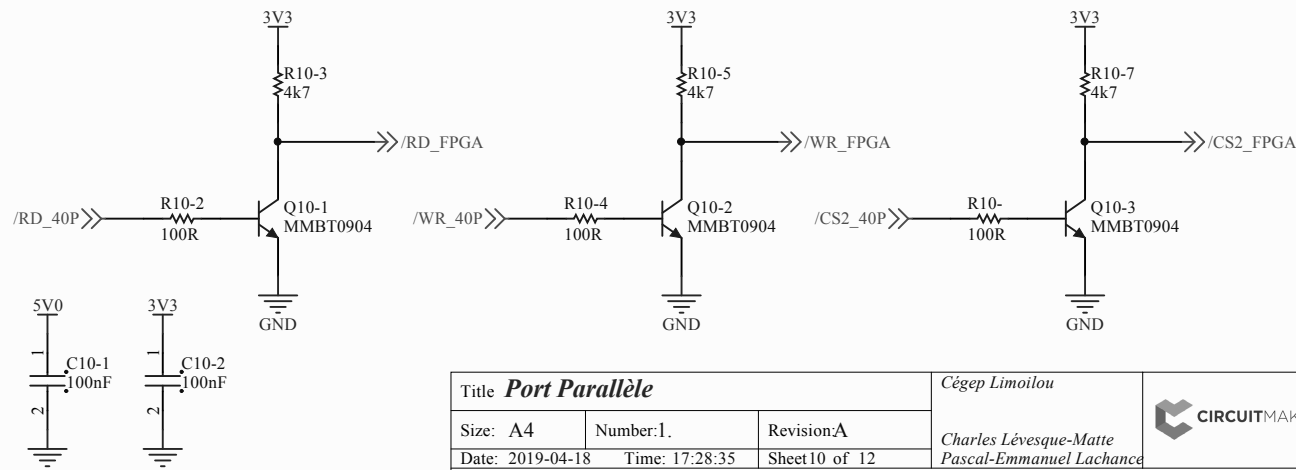 3V3
3V3
3V3
R10-3
4k7
R10-5
4k7
R10-7
4k7
/RD_FPGA
/WR_FPGA
/CS2_FPGA
/RD_40P
R10-2
100R
Q10-1
MMBT0904
/WR_40P
R10-4
100R
Q10-2
MMBT0904
/CS2_40P
R10-
100R
Q10-3
MMBT0904
GND
GND
GND
5V0
3V3
1
C10-1
100nF
2
1
C10-2
100nF
2
Title Port Parallèle
Size: A4
Number:1.
Revision:A
Date: 2019-04-18
Time: 17:28:35
Sheet10 of 12
Cégep Limoilou
Charles Lévesque-Matte
Pascal-Emmanuel Lachance
CIRCUITMAK